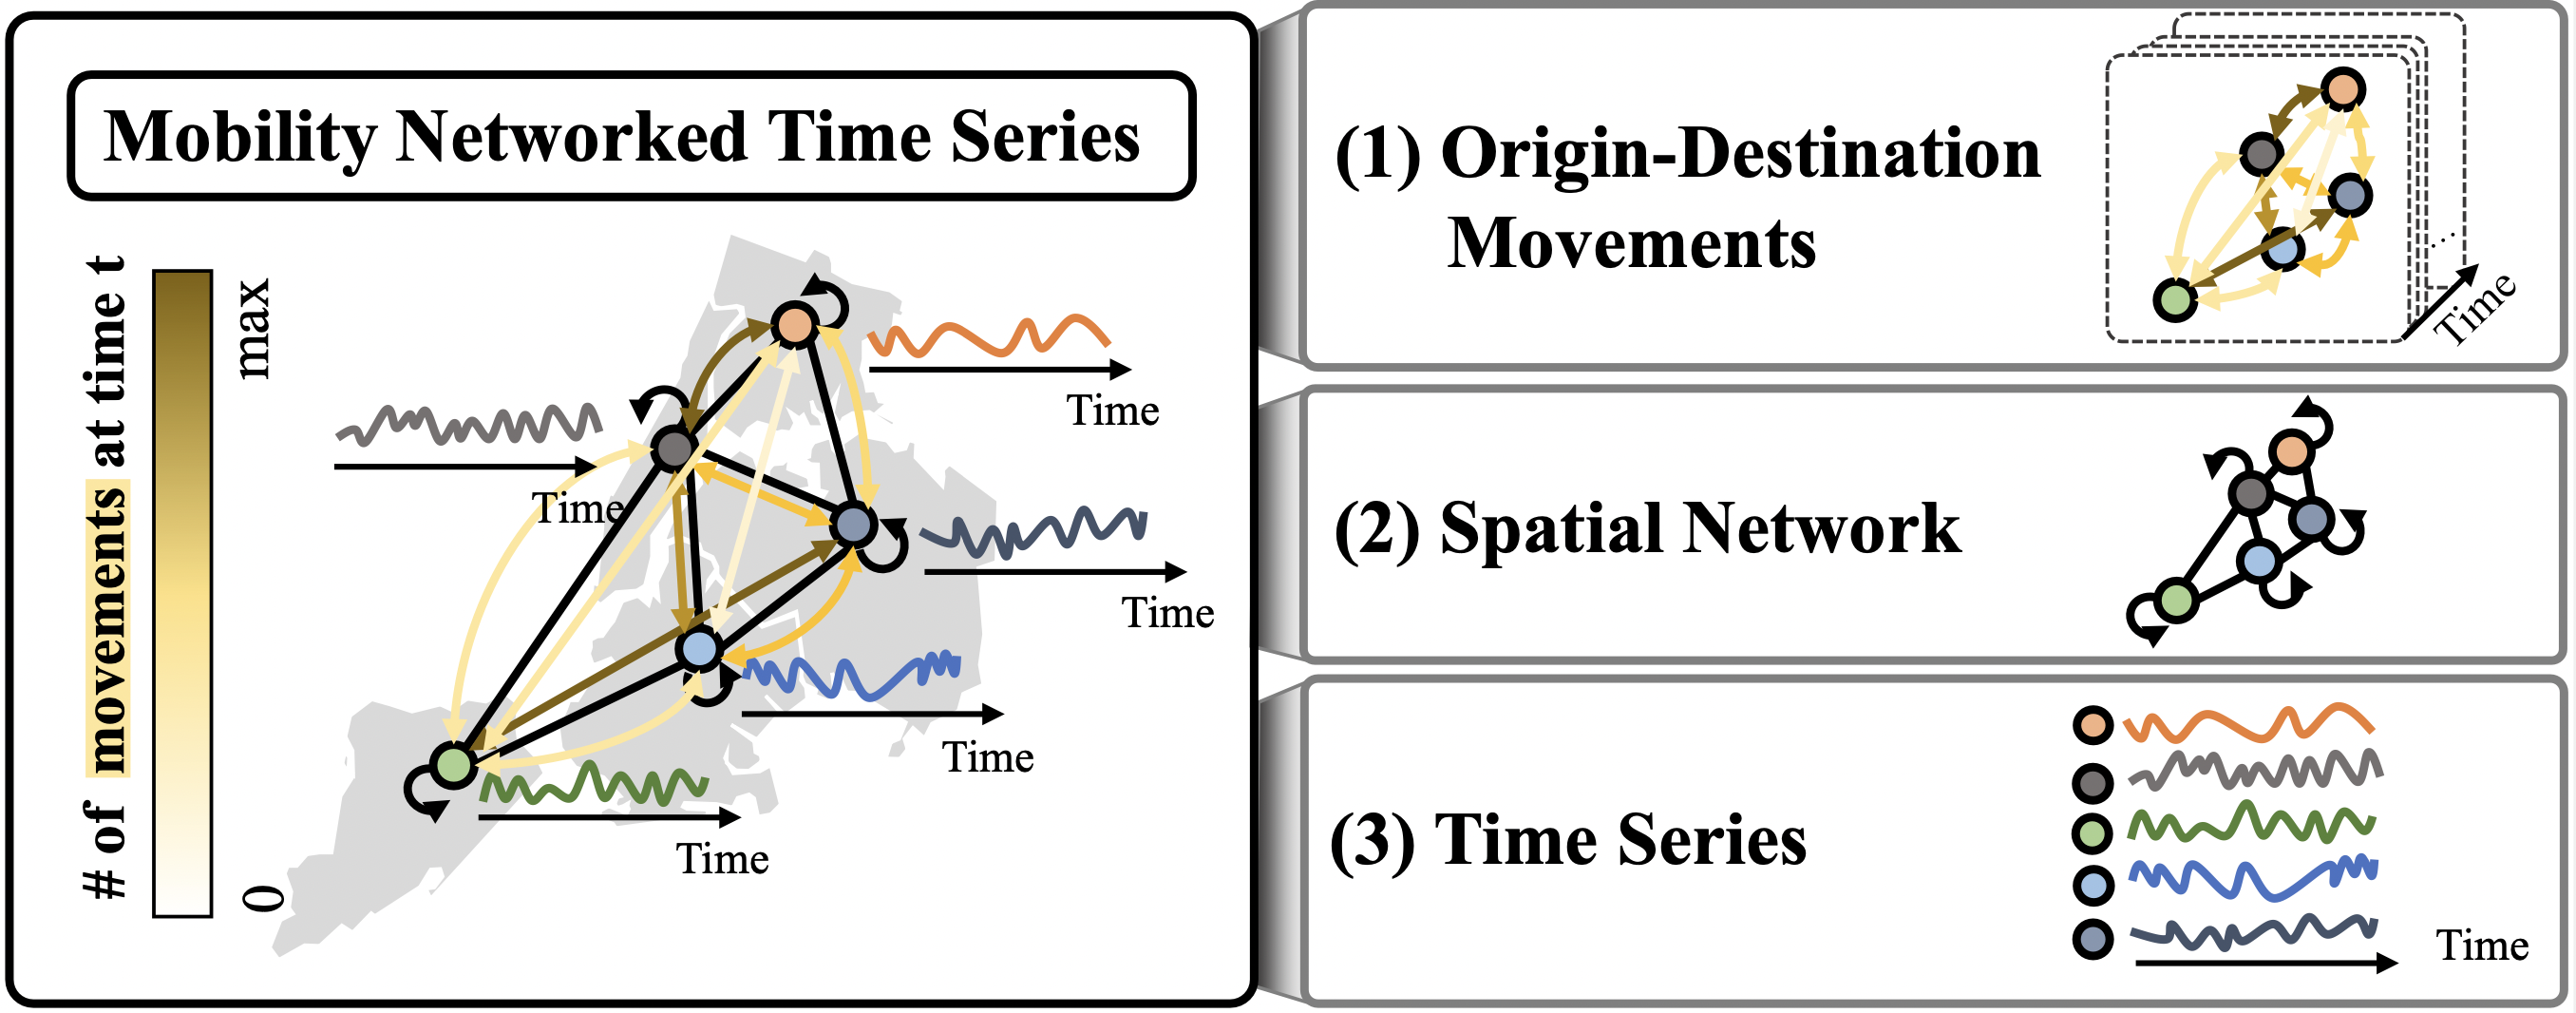 Mobility Networked Time Series
# of movements at time t
max
0
Time
Time
Time
Time
Time
(1) Origin-Destination
Movements
...
Time
(2) Spatial Network
(3) Time Series
Time